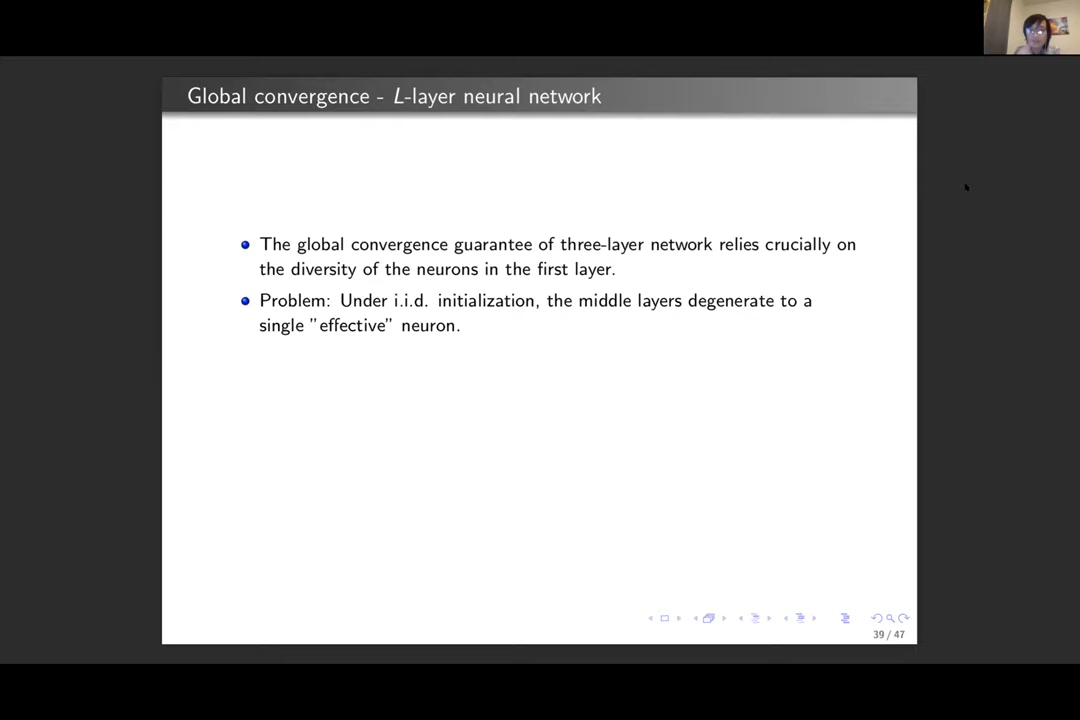 Global convergence - L-layer neural network
The global convergence guarantee of three-layer network relies crucially on
the diversity of the neurons in the first layer.
Problem: Under i.i.d. initialization, the middle layers degenerate to a
single ”effective” neuron.
39 / 47